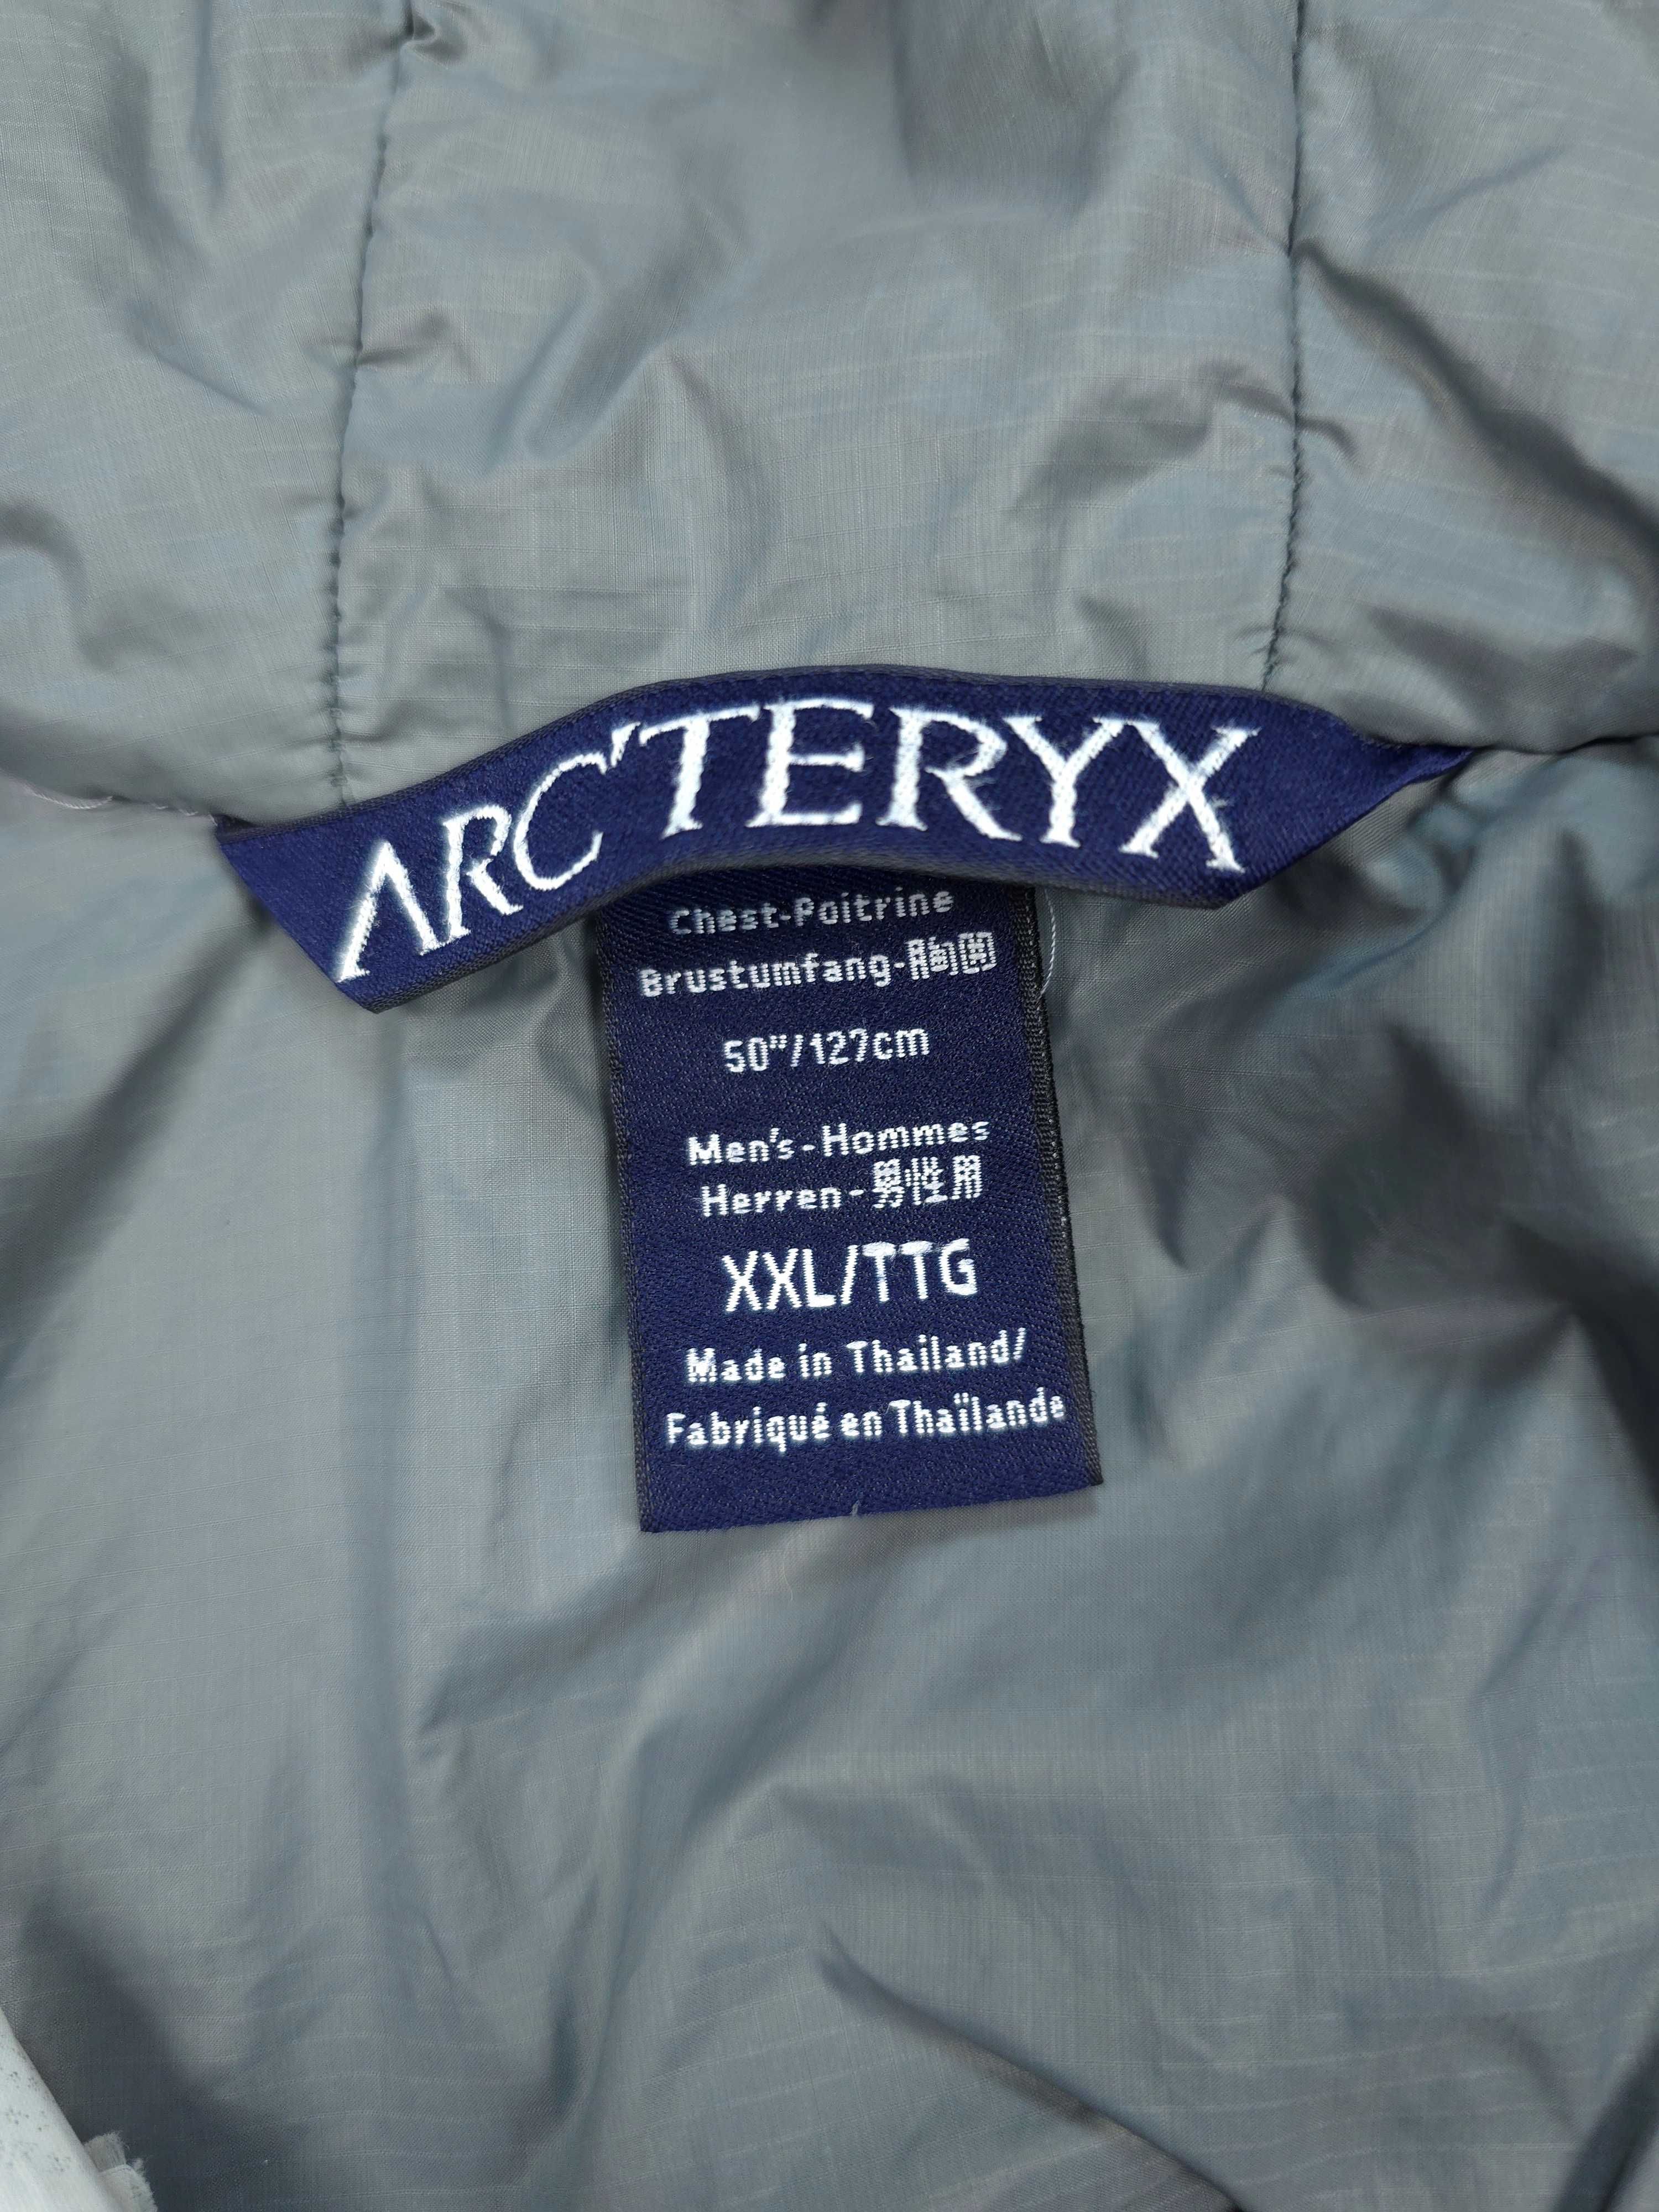 ARC'TERYX
Chest-Poitrine
Brustumfang-胸囲
50"/127cm
Men's-Hommes
Herren-男性用
XXL/TTG
Made in Thailand/
Fabriqué en Thaïlande